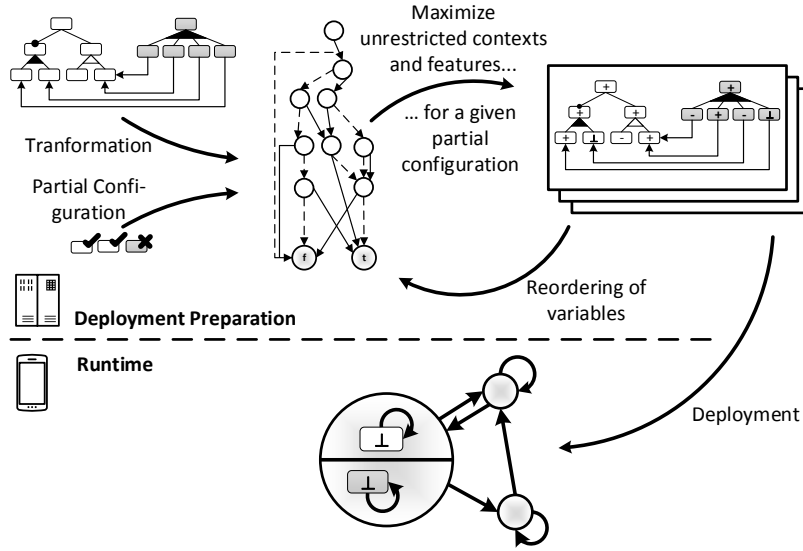 Maximize
unrestricted contexts
and features...
... for a given
partial
configuration
Tranformation
Partial Confi-
guration
+
+ +
+ ⊥ - +
+
- + - ⊥
f t
Reordering of
variables
Deployment Preparation
Runtime
Deployment
⊥
⊥